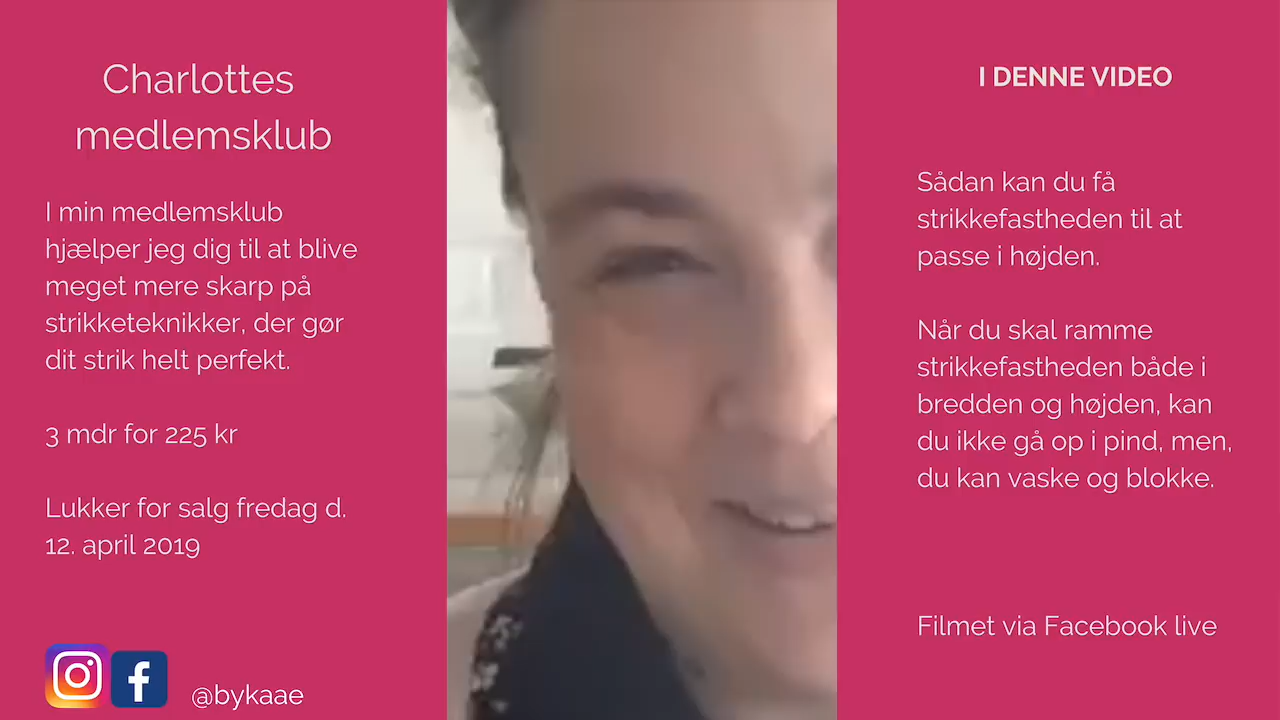 Charlottes
medlemsklub
I min medlemsklub
hjælper jeg dig til at blive
meget mere skarp på
strikketeknikker, der gør
dit strik helt perfekt.
3 mdr for 225 kr
Lukker for salg fredag d.
12. april 2019
@bykaae
I DENNE VIDEO
Sådan kan du få
strikkefastheden til at
passe i højden.
Når du skal ramme
strikkefastheden både i
bredden og højden, kan
du ikke gå op i pind, men,
du kan vaske og blokke.
Filmet via Facebook live